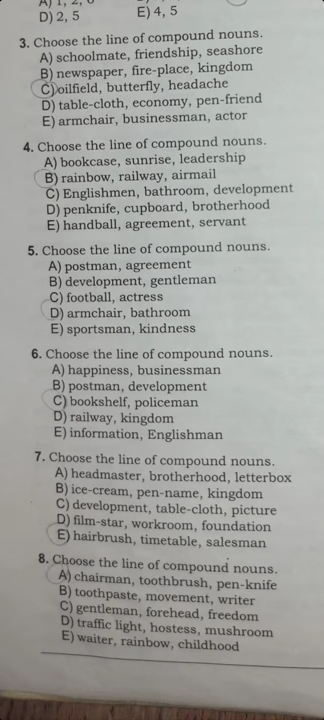 A) 1, 2,
D) 2, 5 E) 4, 5
3. Choose the line of compound nouns.
A) schoolmate, friendship, seashore
B) newspaper, fire-place, kingdom
C) oilfield, butterfly, headache
D) table-cloth, economy, pen-friend
E) armchair, businessman, actor
4. Choose the line of compound nouns.
A) bookcase, sunrise, leadership
B) rainbow, railway, airmail
C) Englishmen, bathroom, development
D) penknife, cupboard, brotherhood
E) handball, agreement, servant
5. Choose the line of compound nouns.
A) postman, agreement
B) development, gentleman
C) football, actress
D) armchair, bathroom
E) sportsman, kindness
6. Choose the line of compound nouns.
A) happiness, businessman
B) postman, development
C) bookshelf, policeman
D) railway, kingdom
E) information, Englishman
7. Choose the line of compound nouns.
A) headmaster, brotherhood, letterbox
B) ice-cream, pen-name, kingdom
C) development, table-cloth, picture
D) film-star, workroom, foundation
E) hairbrush, timetable, salesman
8. Choose the line of compound nouns.
A) chairman, toothbrush, pen-knife
B) toothpaste, movement, writer
C) gentleman, forehead, freedom
D) traffic light, hostess, mushroom
E) waiter, rainbow, childhood